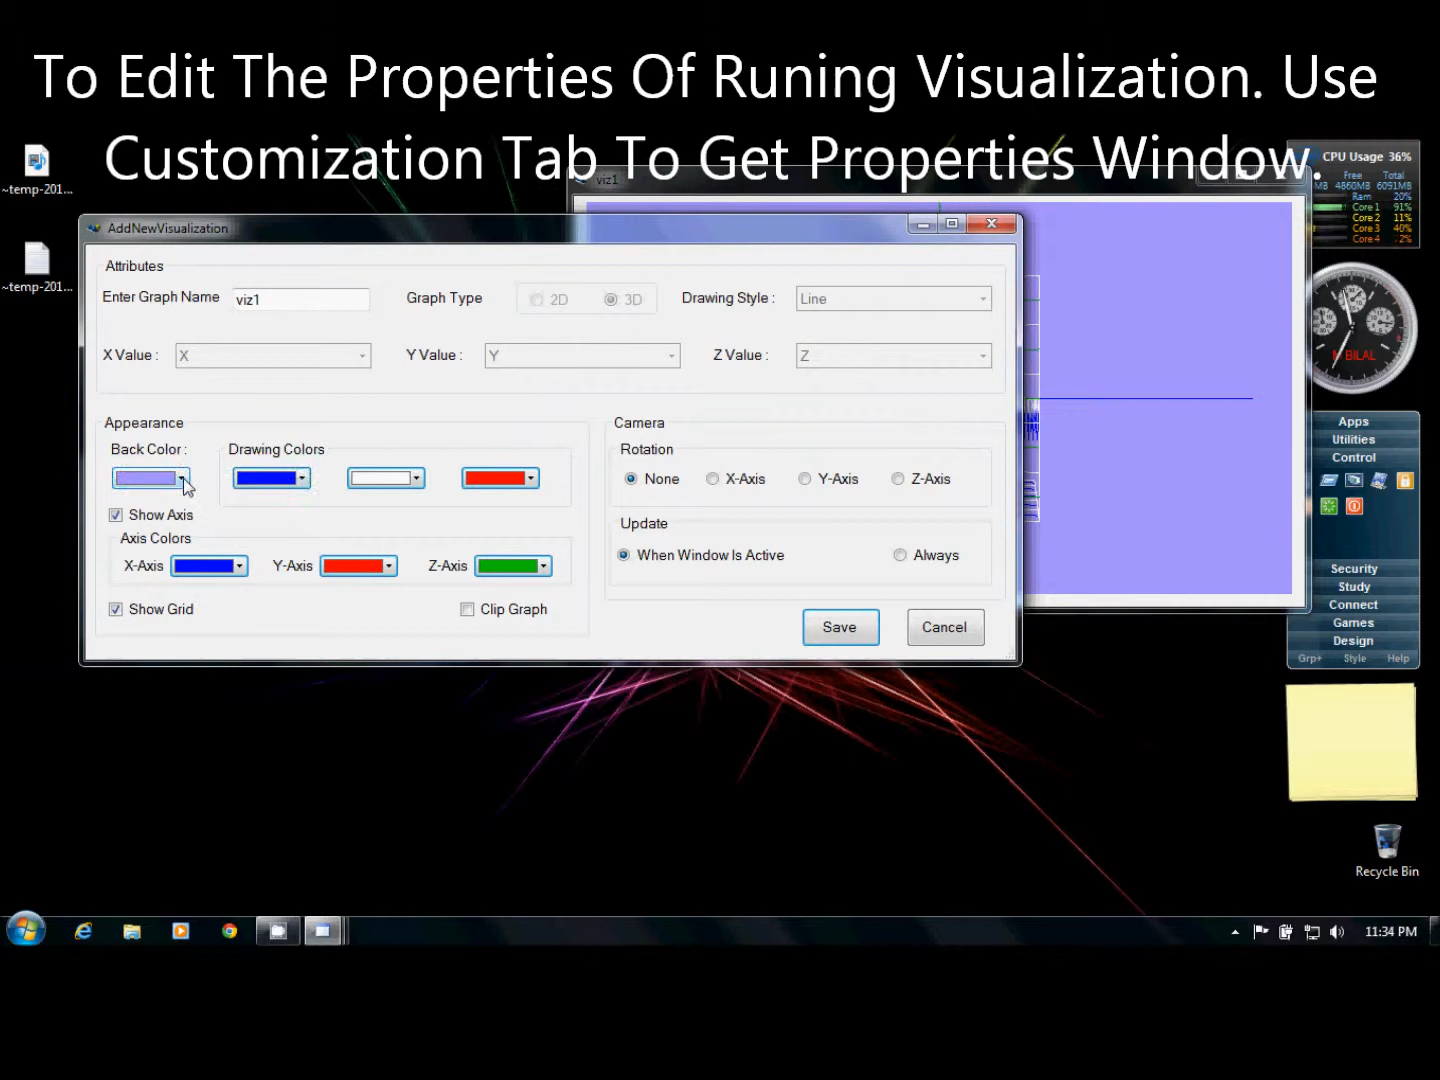 To Edit The Properties Of Runing Visualization. Use
Customization Tab To Get Properties Window
~temp-201...
~temp-201...
viz1
CPU Usage 36%
Free Total
MB 4860MB 6091MB
Ram 20%
Core 1 91%
Core 2 11%
Core 3 40%
Core 4 2%
AddNewVisualization
Attributes
Enter Graph Name viz1 Graph Type 2D 3D Drawing Style : Line
X Value : X Y Value : Y Z Value : Z
Appearance
Back Color : Drawing Colors
Show Axis
Axis Colors
X-Axis Y-Axis Z-Axis
Show Grid Clip Graph
Camera
Rotation
None X-Axis Y-Axis Z-Axis
Update
When Window Is Active Always
Save Cancel
BILAL
Apps
Utilities
Control
Security
Study
Connect
Games
Design
Grp+ Style Help
Recycle Bin
11:34 PM